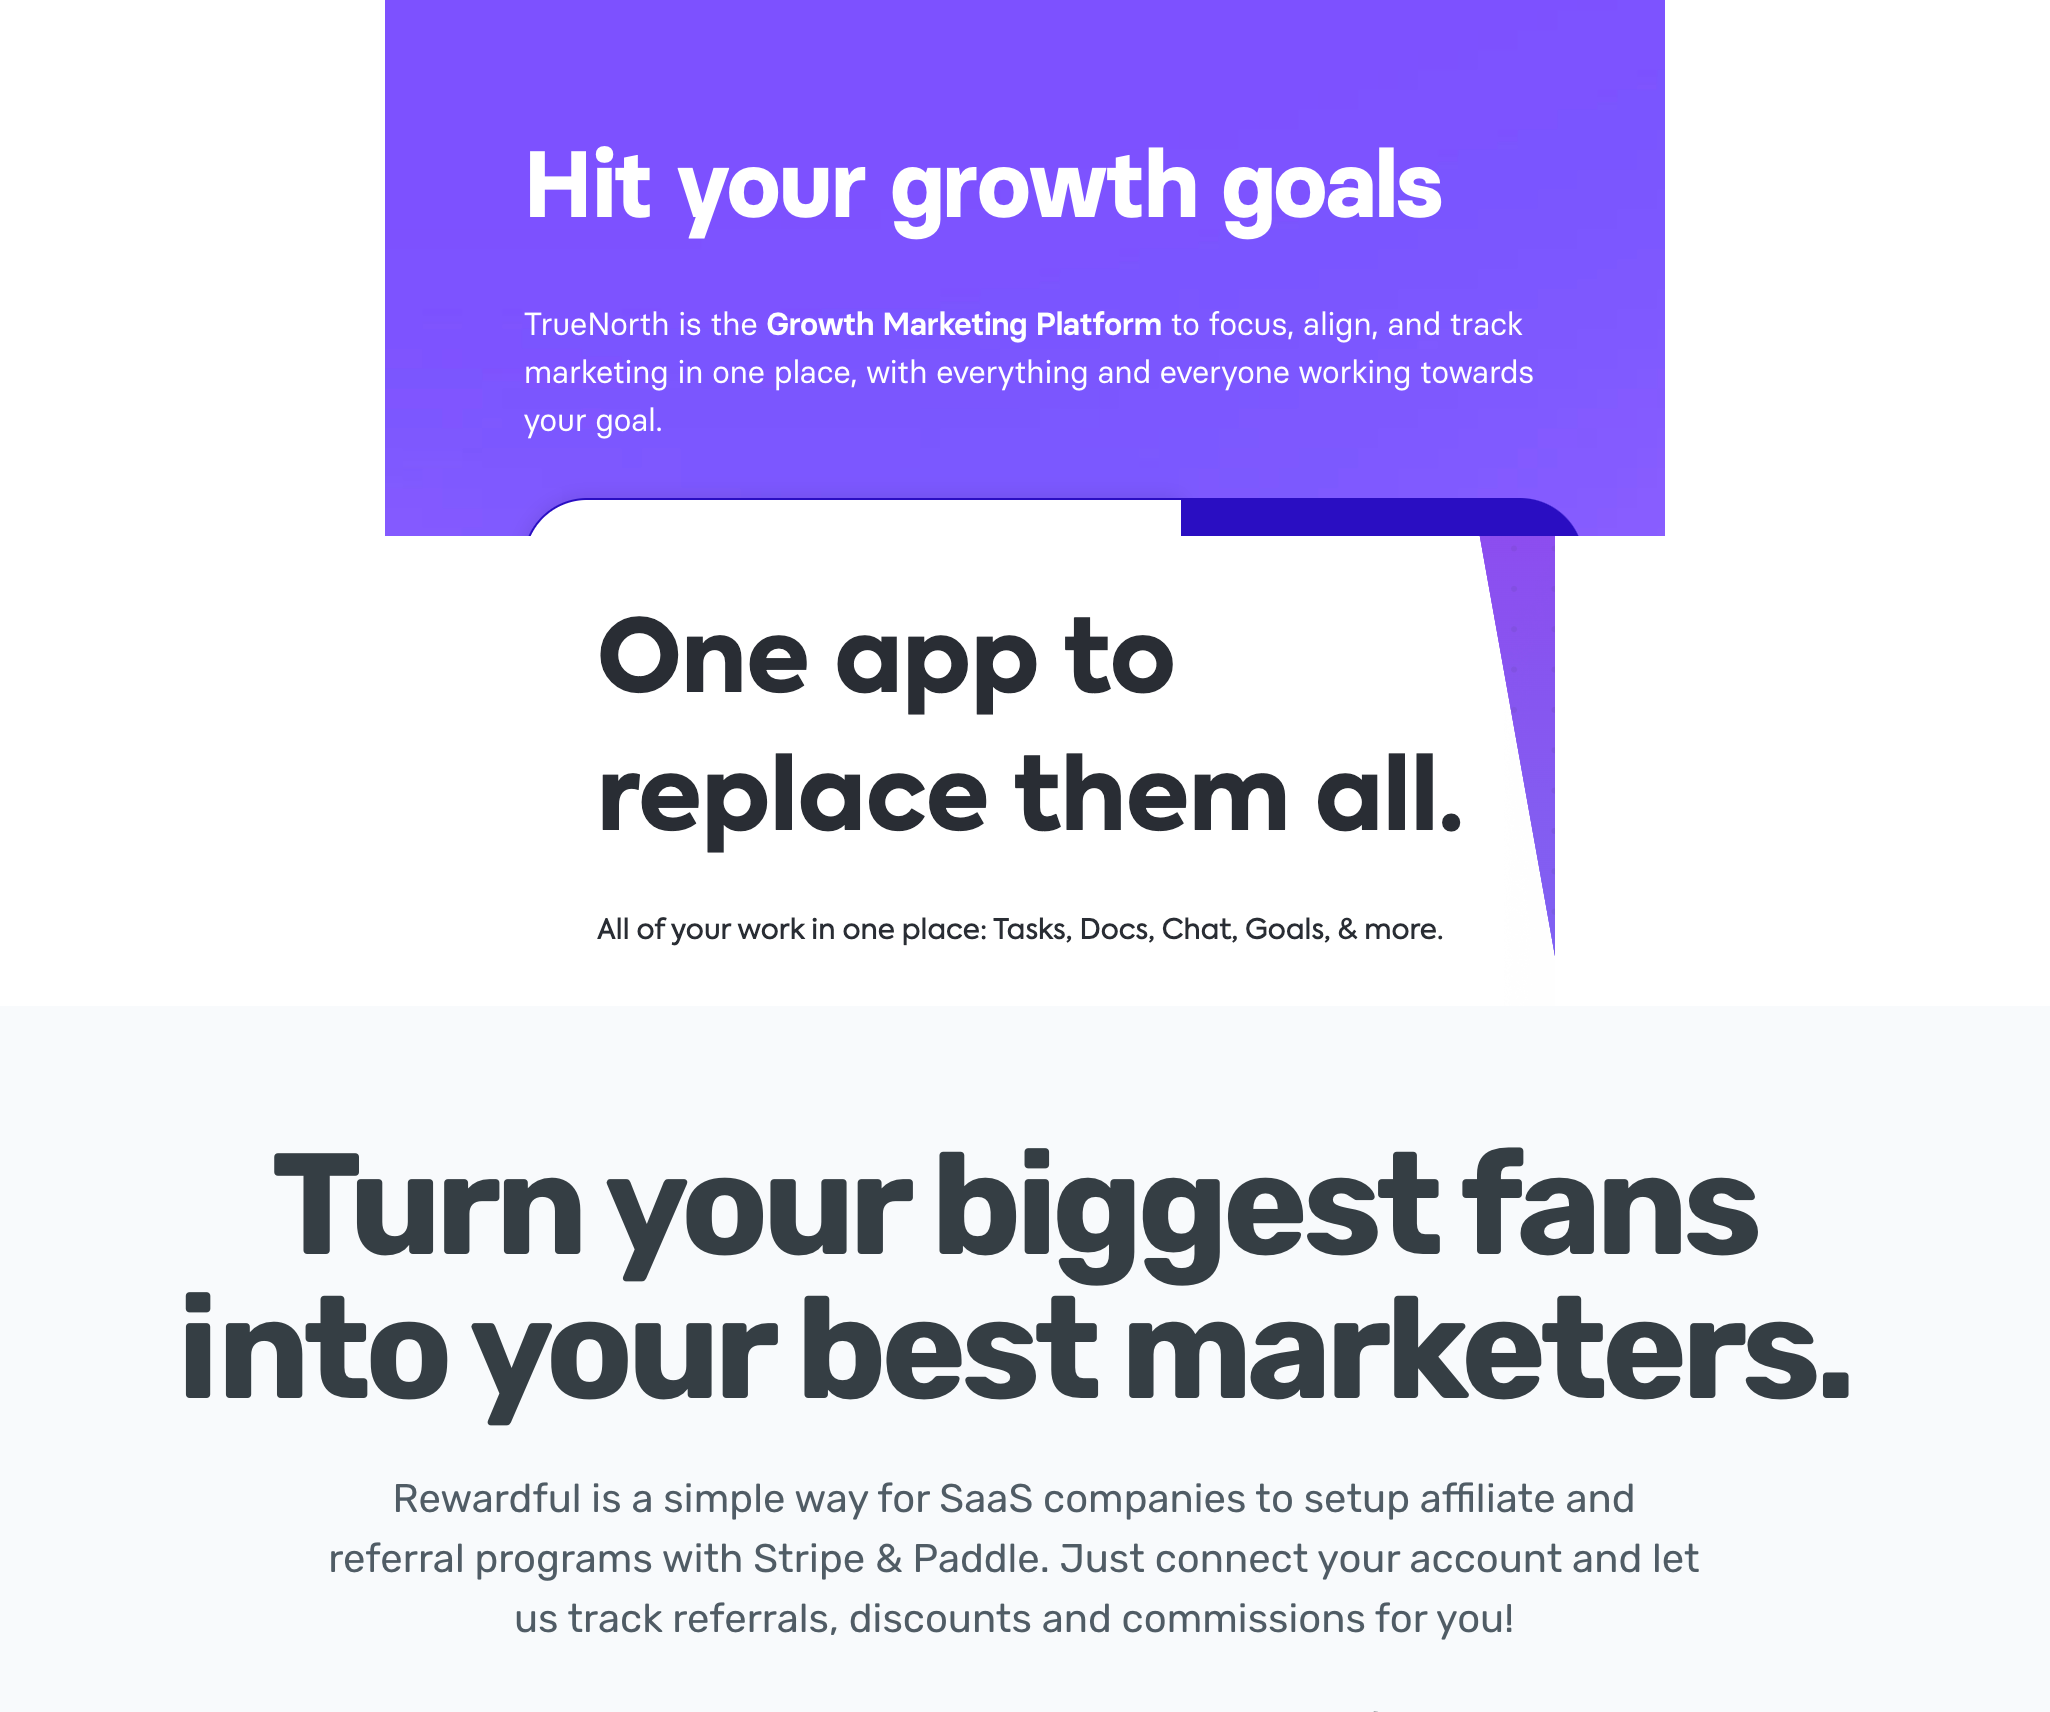 Hit your growth goals
TrueNorth is the Growth Marketing Platform to focus, align, and track
marketing in one place, with everything and everyone working towards
your goal.
One app to
replace them all.
All of your work in one place: Tasks, Docs, Chat, Goals, & more.
Turn your biggest fans
into your best marketers.
Rewardful is a simple way for SaaS companies to setup affiliate and
referral programs with Stripe & Paddle. Just connect your account and let
us track referrals, discounts and commissions for you!